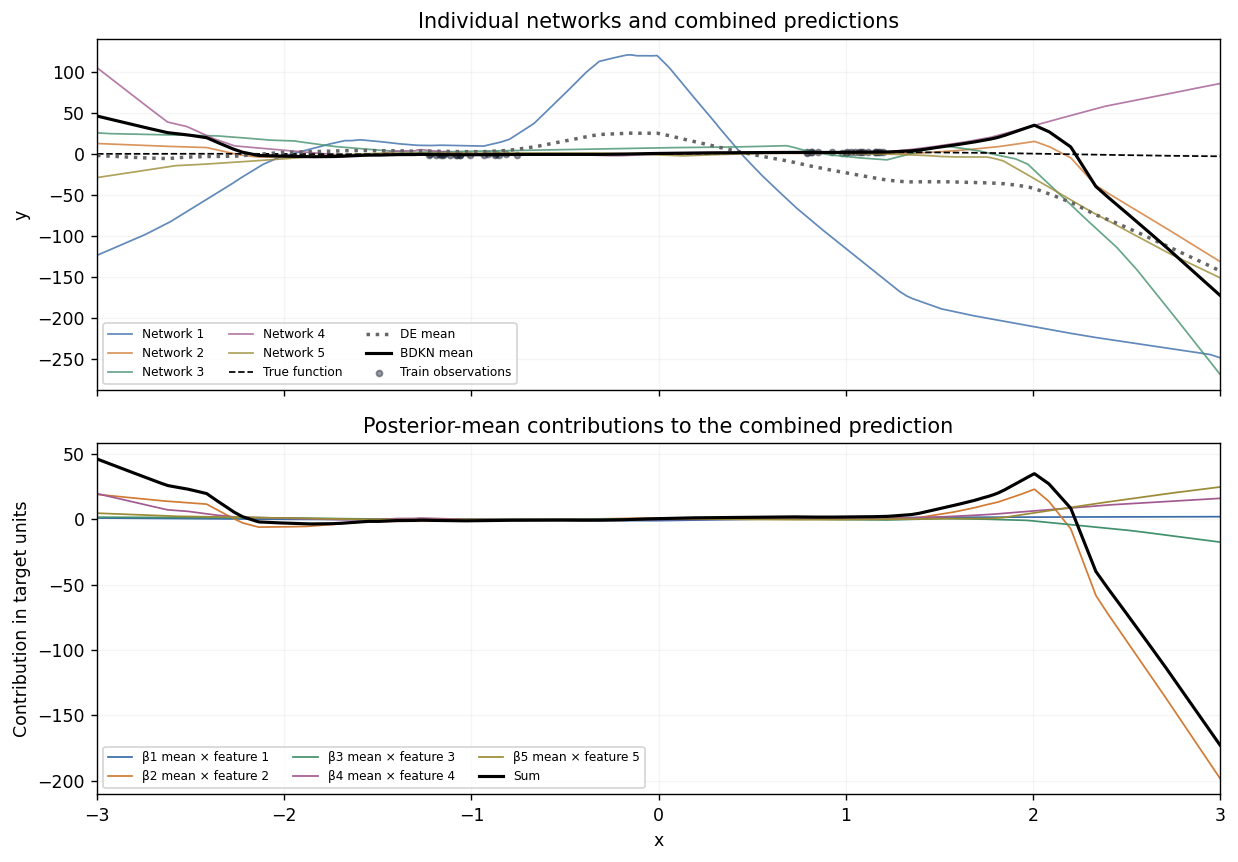 Individual networks and combined predictions
100
50
0
−50
−100
−150
−200
−250
y
Network 1
Network 2
Network 3
Network 4
Network 5
True function
DE mean
BDKN mean
Train observations
Posterior-mean contributions to the combined prediction
50
0
−50
−100
−150
−200
Contribution in target units
β1 mean × feature 1
β2 mean × feature 2
β3 mean × feature 3
β4 mean × feature 4
β5 mean × feature 5
Sum
−3
−2
−1
0
1
2
3
x